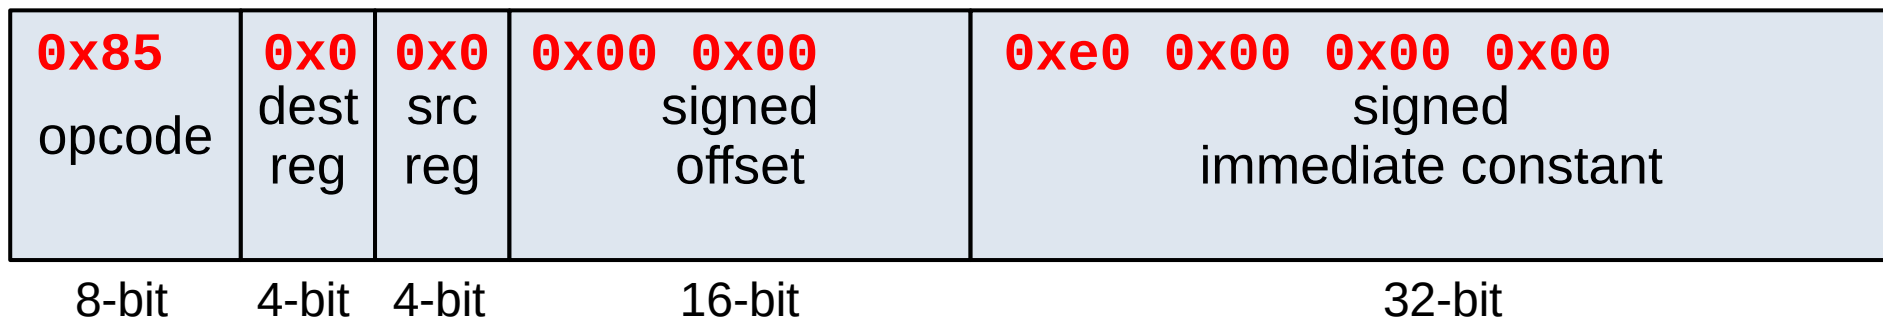 0x85 0x0 0x0 0x00 0x00 0xe0 0x00 0x00 0x00
opcode
dest
reg
src
reg
signed
offset
signed
immediate constant
8-bit 4-bit 4-bit 16-bit 32-bit